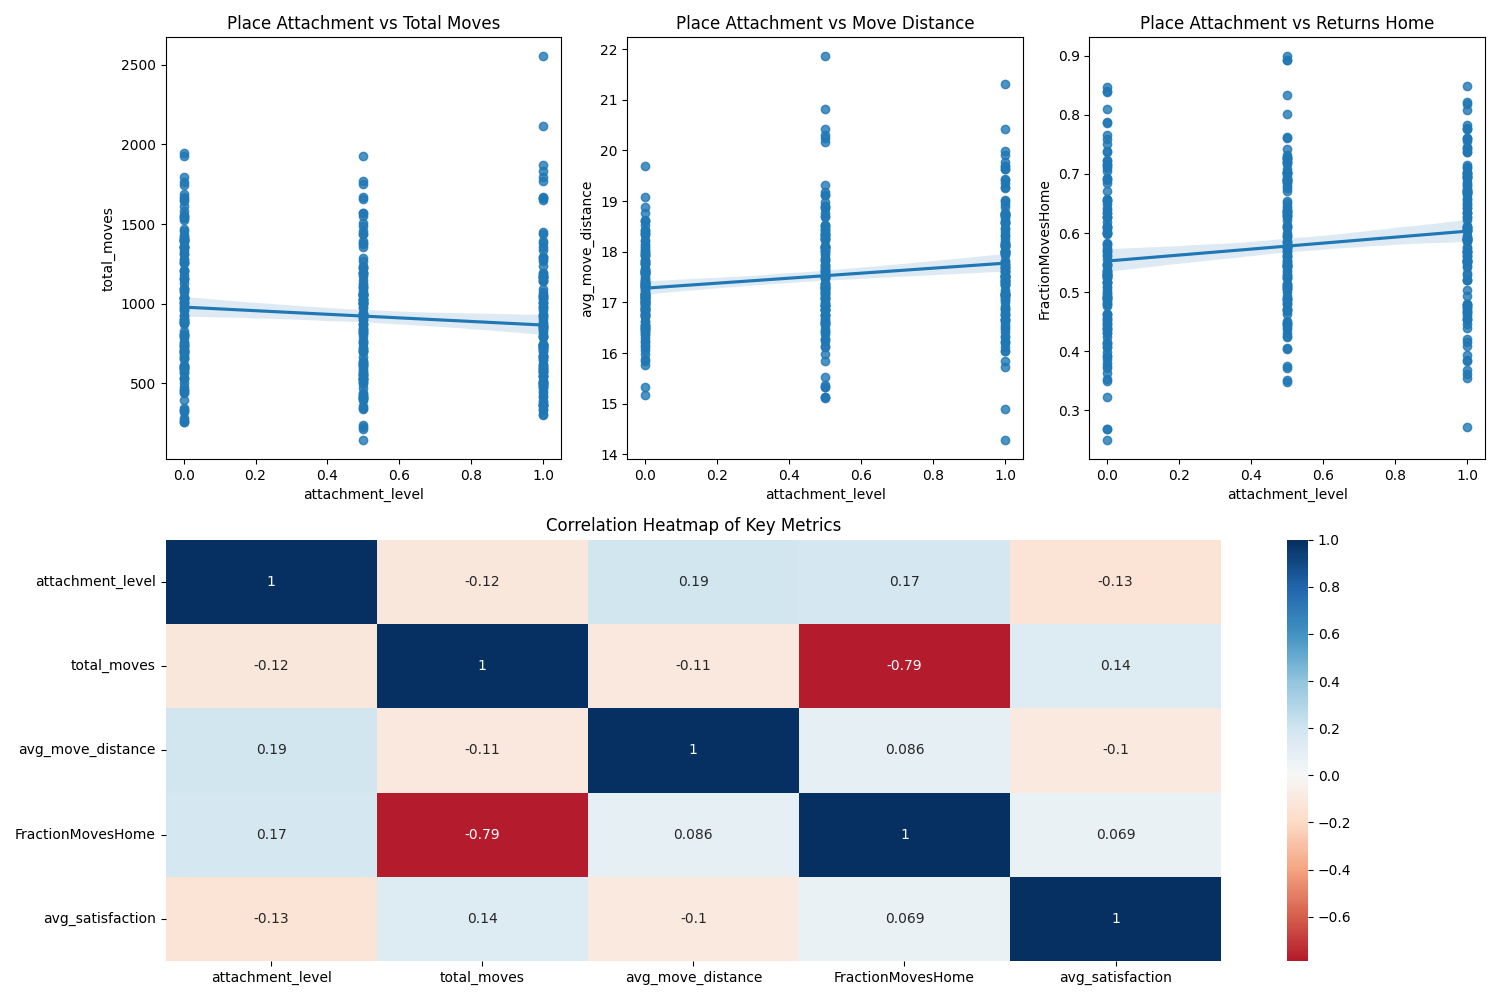 Place Attachment vs Total Moves
2500
2000
1500
1000
500
total_moves
0.0 0.2 0.4 0.6 0.8 1.0
attachment_level
Place Attachment vs Move Distance
22
21
20
19
18
17
16
15
14
avg_move_distance
0.0 0.2 0.4 0.6 0.8 1.0
attachment_level
Place Attachment vs Returns Home
0.9
0.8
0.7
0.6
0.5
0.4
0.3
FractionMovesHome
0.0 0.2 0.4 0.6 0.8 1.0
attachment_level
Correlation Heatmap of Key Metrics
attachment_level 1 -0.12 0.19 0.17 -0.13
total_moves -0.12 1 -0.11 -0.79 0.14
avg_move_distance 0.19 -0.11 1 0.086 -0.1
FractionMovesHome 0.17 -0.79 0.086 1 0.069
avg_satisfaction -0.13 0.14 -0.1 0.069 1
attachment_level total_moves avg_move_distance FractionMovesHome avg_satisfaction
1.0
0.8
0.6
0.4
0.2
0.0
−0.2
−0.4
−0.6